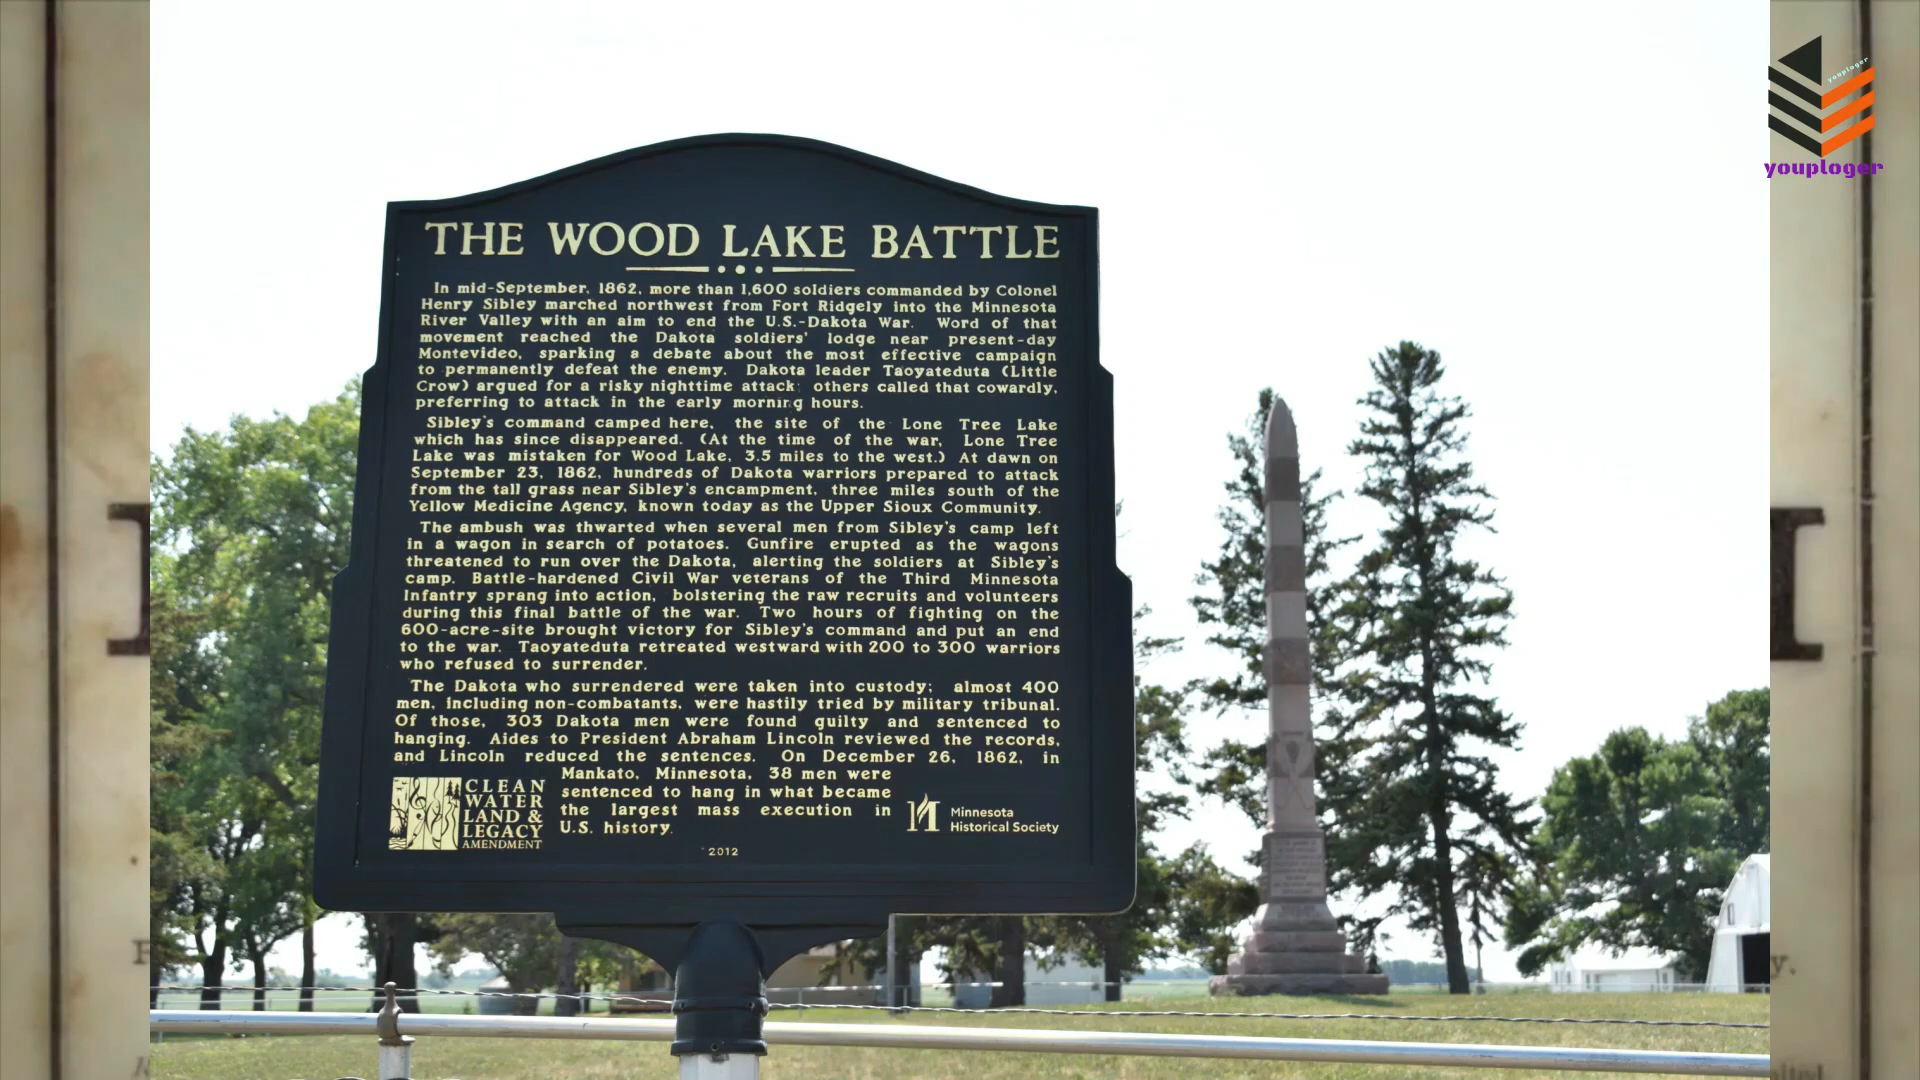 youploger
youploger
THE WOOD LAKE BATTLE
In mid-September, 1862, more than 1,600 soldiers commanded by Colonel
Henry Sibley marched northwest from Fort Ridgely into the Minnesota
River Valley with an aim to end the U.S.-Dakota War. Word of that
movement reached the Dakota soldiers' lodge near present-day
Montevideo, sparking a debate about the most effective campaign
to permanently defeat the enemy. Dakota leader Taoyateduta (Little
Crow) argued for a risky nighttime attack; others called that cowardly,
preferring to attack in the early morning hours.
Sibley's command camped here, the site of the Lone Tree Lake
which has since disappeared. (At the time of the war, Lone Tree
Lake was mistaken for Wood Lake, 3.5 miles to the west.) At dawn on
September 23, 1862, hundreds of Dakota warriors prepared to attack
from the tall grass near Sibley's encampment, three miles south of the
Yellow Medicine Agency, known today as the Upper Sioux Community.
The ambush was thwarted when several men from Sibley's camp left
in a wagon in search of potatoes. Gunfire erupted as the wagons
threatened to run over the Dakota, alerting the soldiers at Sibley's
camp. Battle-hardened Civil War veterans of the Third Minnesota
Infantry sprang into action, bolstering the raw recruits and volunteers
during this final battle of the war. Two hours of fighting on the
600-acre-site brought victory for Sibley's command and put an end
to the war. Taoyateduta retreated westward with 200 to 300 warriors
who refused to surrender.
The Dakota who surrendered were taken into custody; almost 400
men, including non-combatants, were hastily tried by military tribunal.
Of those, 303 Dakota men were found guilty and sentenced to
hanging. Aides to President Abraham Lincoln reviewed the records,
and Lincoln reduced the sentences. On December 26, 1862, in
Mankato, Minnesota, 38 men were
sentenced to hang in what became
the largest mass execution in
U.S. history.
CLEAN
WATER
LAND &
LEGACY
AMENDMENT
Minnesota
Historical Society
2012